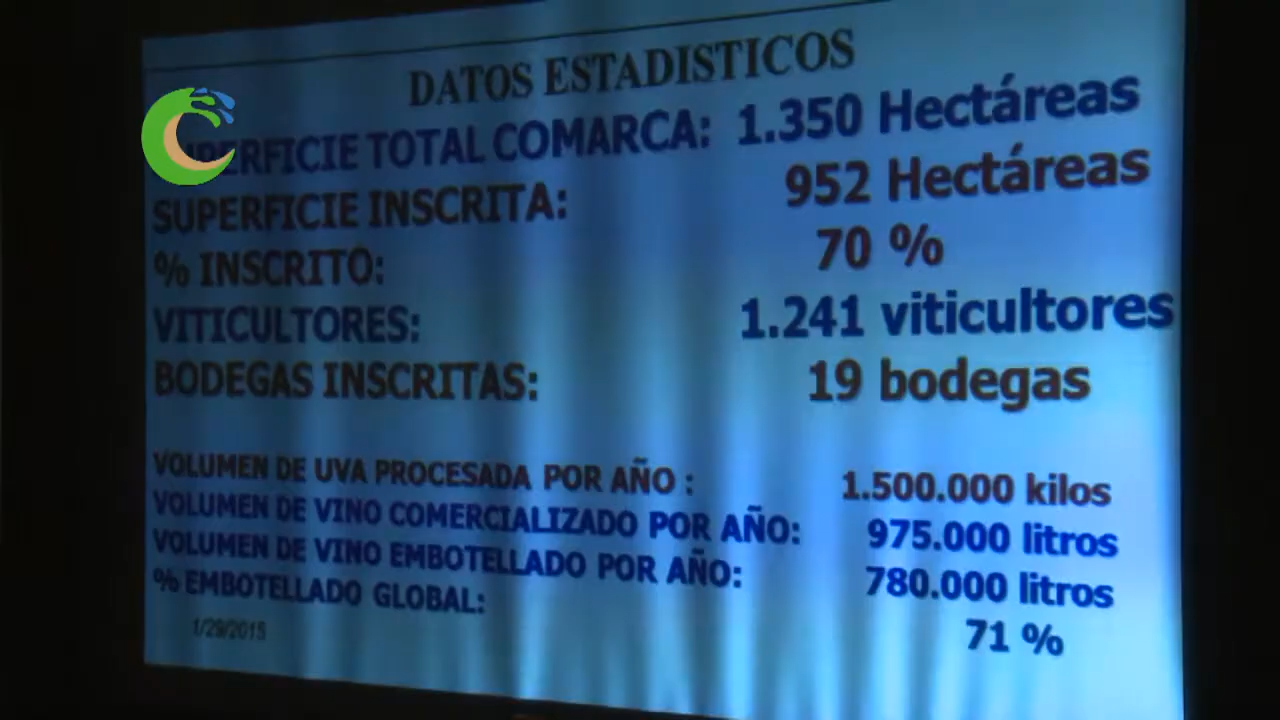 DATOS ESTADISTICOS
SUPERFICIE TOTAL COMARCA: 1.350 Hectáreas
SUPERFICIE INSCRITA: 952 Hectáreas
% INSCRITO: 70 %
VITICULTORES: 1.241 viticultores
BODEGAS INSCRITAS: 19 bodegas
VOLUMEN DE UVA PROCESADA POR AÑO : 1.500.000 kilos
VOLUMEN DE VINO COMERCIALIZADO POR AÑO: 975.000 litros
VOLUMEN DE VINO EMBOTELLADO POR AÑO: 780.000 litros
% EMBOTELLADO GLOBAL: 71 %
1/29/2015